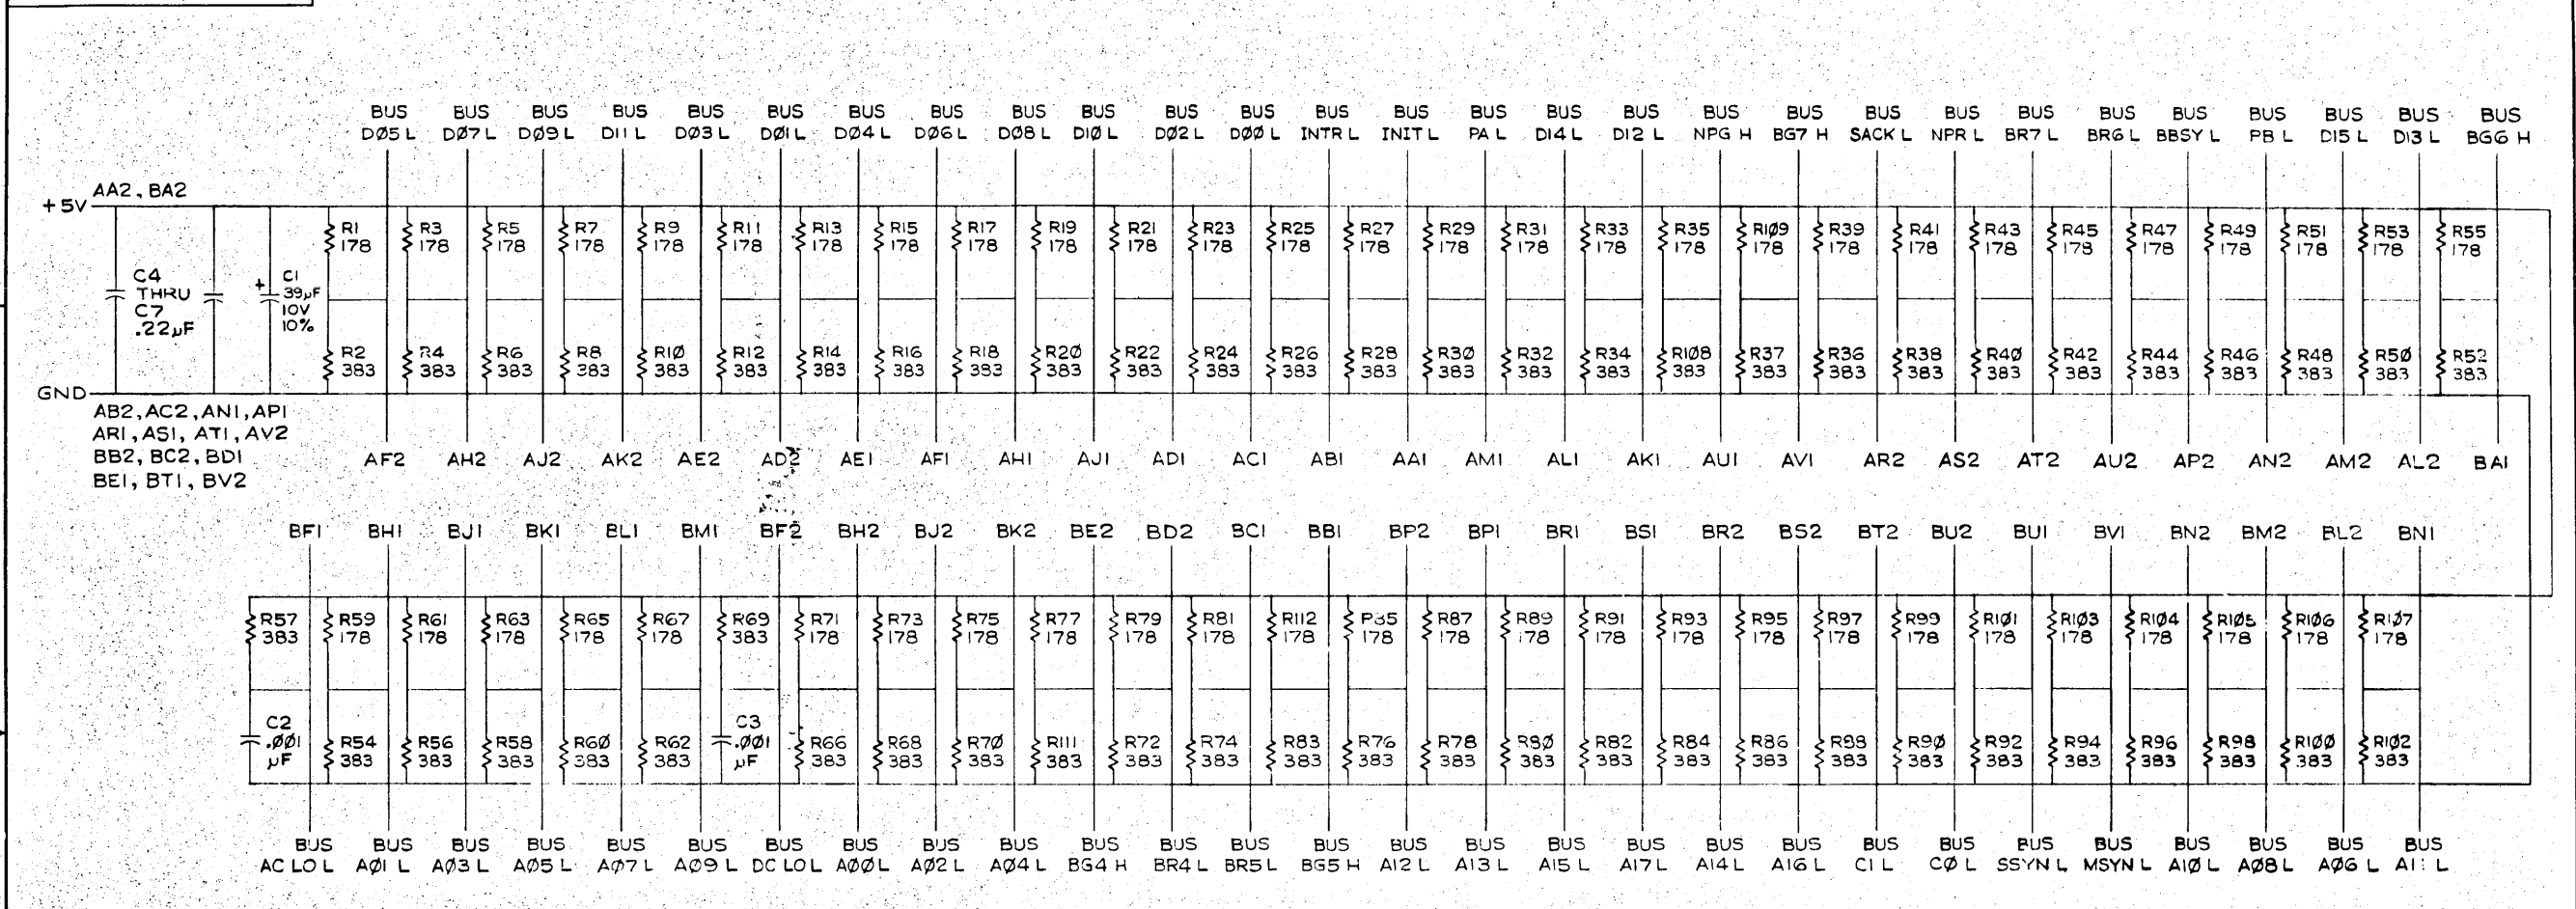 BUS BUS BUS BUS BUS BUS BUS BUS BUS BUS BUS BUS BUS BUS BUS BUS BUS BUS BUS BUS BUS BUS BUS BUS BUS BUS BUS BUS
DØ5 L DØ7 L DØ9 L D11 L DØ3 L DØ1 L DØ4 L DØ6 L DØ8 L D1Ø L DØ2 L DØØ L INTR L INIT L PA L D14 L D12 L NPG H BG7 H SACK L NPR L BR7 L BR6 L BBSY L PB L D15 L D13 L BG6 H
AA2, BA2
+5V
R1 R3 R5 R7 R9 R11 R13 R15 R17 R19 R21 R23 R25 R27 R29 R31 R33 R35 R1Ø9 R39 R41 R43 R45 R47 R49 R51 R53 R55
178 178 178 178 178 178 178 178 178 178 178 178 178 178 178 178 178 178 178 178 178 178 178 178 178 178 178 178
C4
THRU
C7
.22µF
+ C1
39µF
10V
10%
R2 R4 R6 R8 R1Ø R12 R14 R16 R18 R2Ø R22 R24 R26 R28 R3Ø R32 R34 R1Ø8 R37 R36 R38 R4Ø R42 R44 R46 R48 R5Ø R52
383 383 383 383 383 383 383 383 383 383 383 383 383 383 383 383 383 383 383 383 383 383 383 383 383 383 383 383
GND
AB2, AC2, AN1, AP1
AR1, AS1, AT1, AV2
BB2, BC2, BD1
BE1, BT1, BV2
AF2 AH2 AJ2 AK2 AE2 AD2 AE1 AF1 AH1 AJ1 AD1 AC1 AB1 AA1 AM1 AL1 AK1 AU1 AV1 AR2 AS2 AT2 AU2 AP2 AN2 AM2 AL2 BA1
BF1 BH1 BJ1 BK1 BL1 BM1 BF2 BH2 BJ2 BK2 BE2 BD2 BC1 BB1 BP2 BP1 BR1 BS1 BR2 BS2 BT2 BU2 BU1 BV1 BN2 BM2 BL2 BN1
R57 R59 R61 R63 R65 R67 R69 R71 R73 R75 R77 R79 R81 R112 R85 R87 R89 R91 R93 R95 R97 R99 R1Ø1 R1Ø3 R1Ø4 R1Ø5 R1Ø6 R1Ø7
383 178 178 178 178 178 383 178 178 178 178 178 178 178 178 178 178 178 178 178 178 178 178 178 178 178 178 178
C2
.ØØ1
µF
C3
.ØØ1
µF
R54 R56 R58 R6Ø R62 R66 R68 R7Ø R111 R72 R74 R83 R76 R78 R8Ø R82 R84 R86 R88 R9Ø R92 R94 R96 R98 R1ØØ R1Ø2
383 383 383 383 383 383 383 383 383 383 383 383 383 383 383 383 383 383 383 383 383 383 383 383 383 383
BUS BUS BUS BUS BUS BUS BUS BUS BUS BUS BUS BUS BUS BUS BUS BUS BUS BUS BUS BUS BUS BUS BUS BUS BUS BUS BUS BUS
AC LO L AØ1 L AØ3 L AØ5 L AØ7 L AØ9 L DC LO L AØØ L AØ2 L AØ4 L BG4 H BR4 L BR5 L BG5 H A12 L A13 L A15 L A17 L A14 L A16 L C1 L CØ L SSYN L MSYN L A1Ø L AØ8 L AØ6 L A11 L